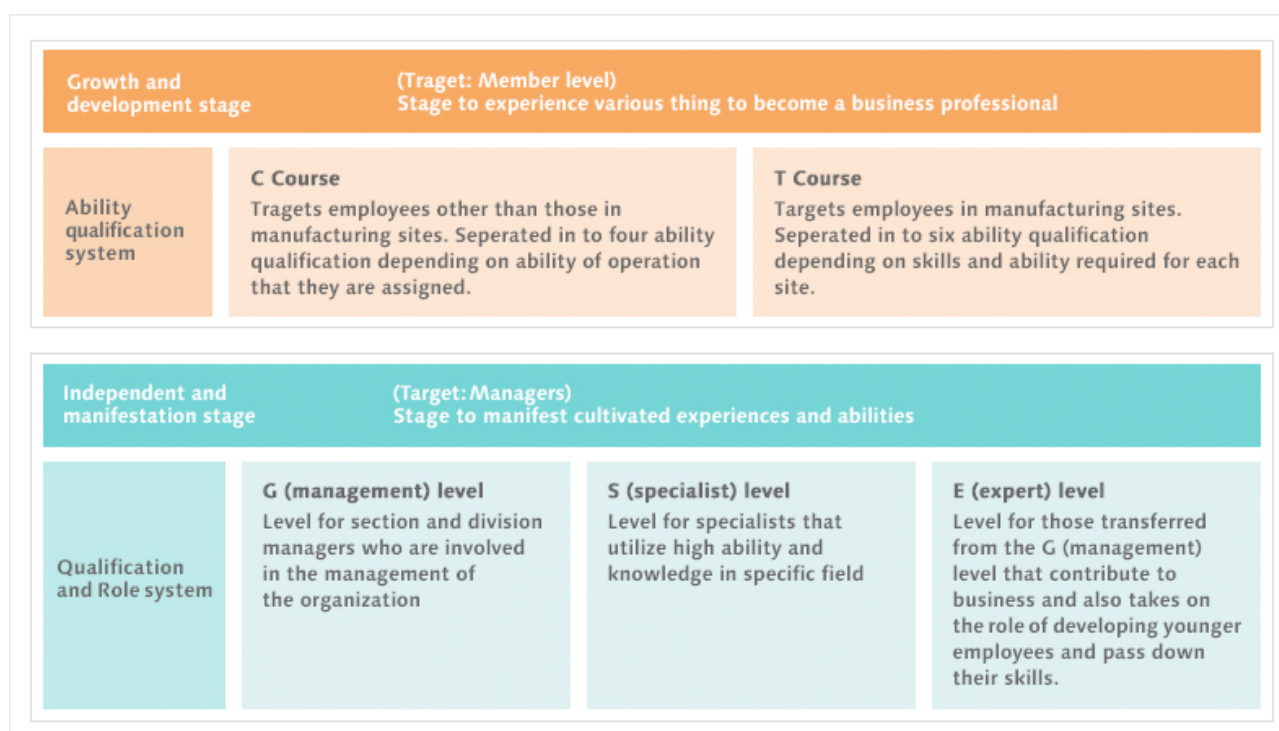 Growth and
development stage
(Traget: Member level)
Stage to experience various thing to become a business professional
Ability
qualification
system
C Course
Tragets employees other than those in
manufacturing sites. Seperated in to four ability
qualification depending on ability of operation
that they are assigned.
T Course
Targets employees in manufacturing sites.
Seperated in to six ability qualification
depending on skills and ability required for each
site.
Independent and
manifestation stage
(Target: Managers)
Stage to manifest cultivated experiences and abilities
Qualification
and Role system
G (management) level
Level for section and division
managers who are involved
in the management of
the organization
S (specialist) level
Level for specialists that
utilize high ability and
knowledge in specific field
E (expert) level
Level for those transferred
from the G (management)
level that contribute to
business and also takes on
the role of developing younger
employees and pass down
their skills.